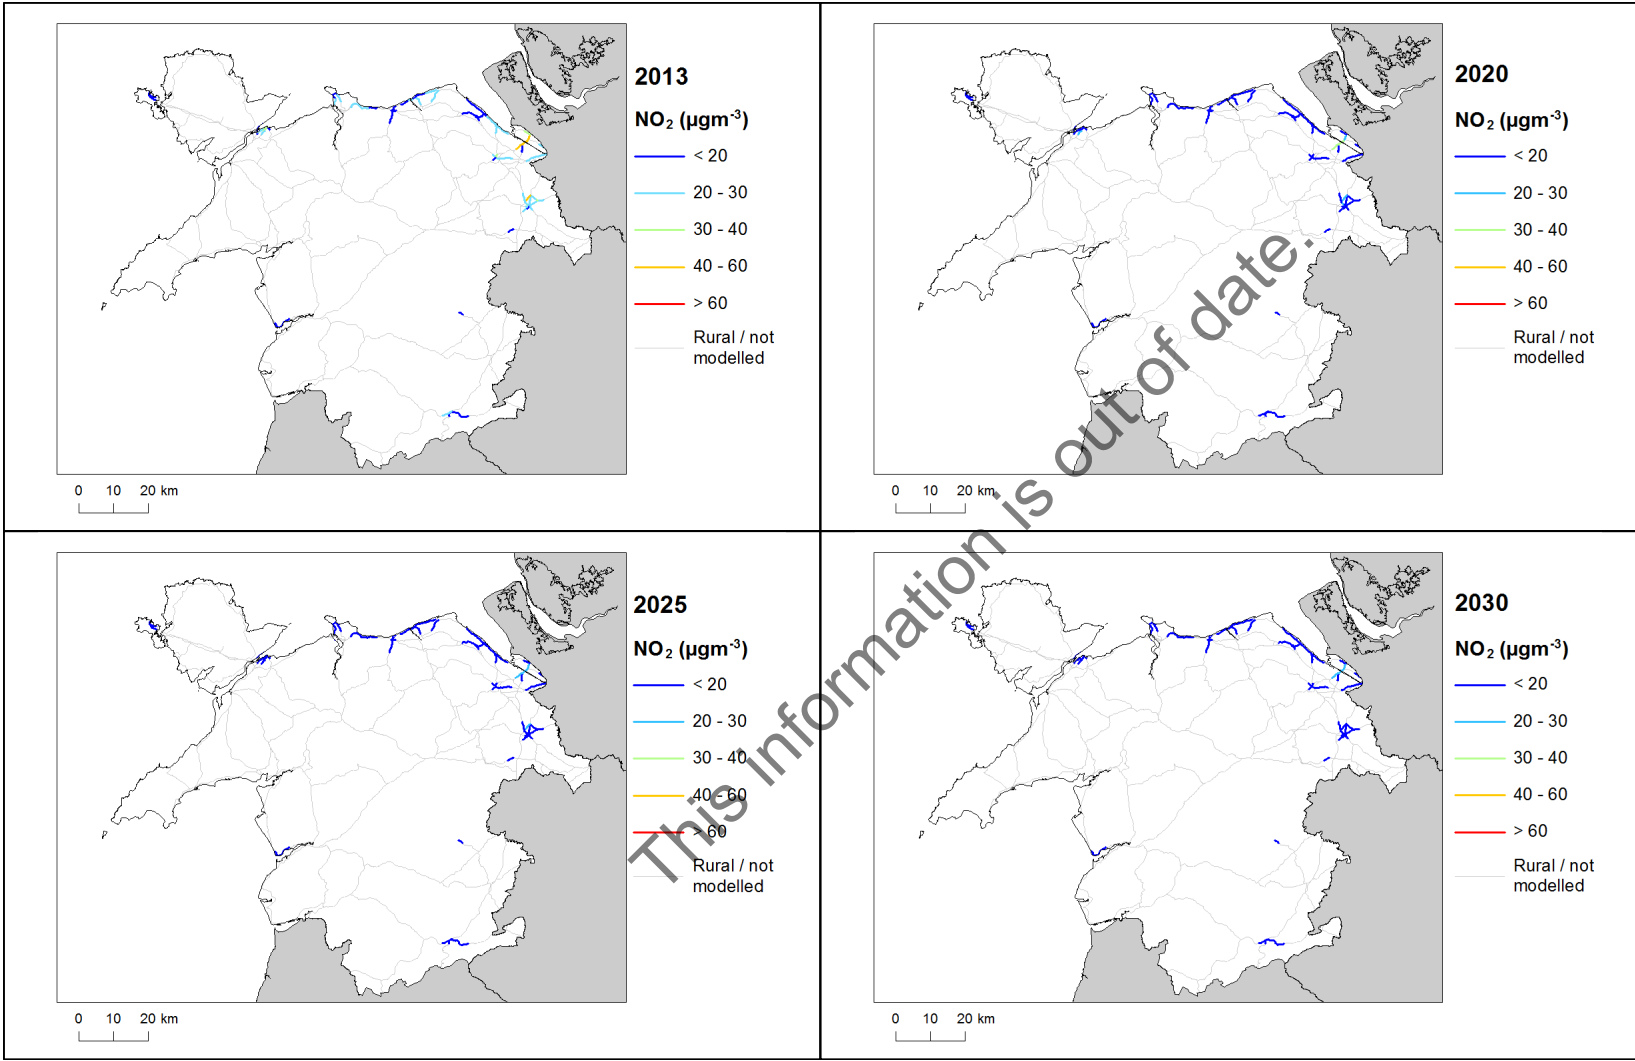 2013
NO2 (µgm-3)
< 20
20 - 30
30 - 40
40 - 60
> 60
Rural / not
modelled
0 10 20 km
2020
NO2 (µgm-3)
< 20
20 - 30
30 - 40
40 - 60
> 60
Rural / not
modelled
0 10 20 km
2025
NO2 (µgm-3)
< 20
20 - 30
30 - 40
40 - 60
> 60
Rural / not
modelled
0 10 20 km
2030
NO2 (µgm-3)
< 20
20 - 30
30 - 40
40 - 60
> 60
Rural / not
modelled
0 10 20 km
This information is out of date.